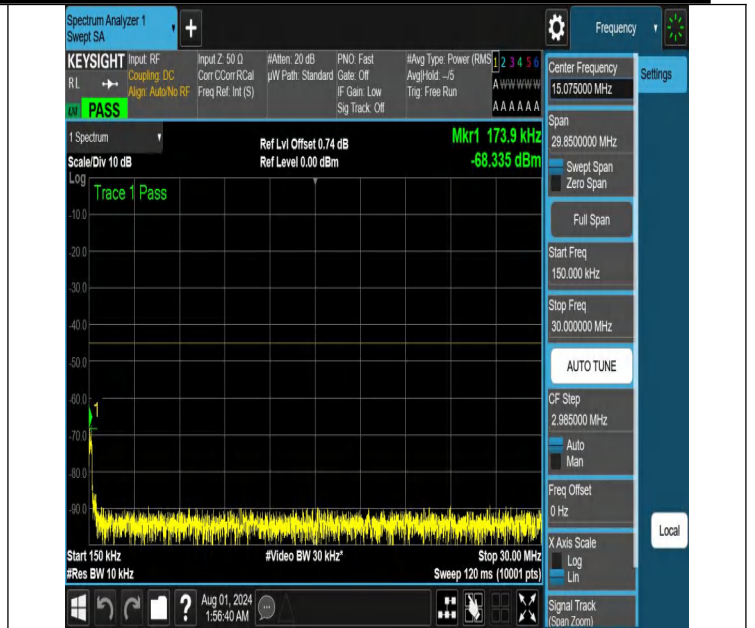 Spectrum Analyzer 1
Swept SA
+
Frequency
KEYSIGHT
RL
PASS
Input: RF
Coupling: DC
Align: Auto/No RF
Input Z: 50 Ω
Corr CCorr RCal
Freq Ref: Int (S)
#Atten: 20 dB
µW Path: Standard
PNO: Fast
Gate: Off
IF Gain: Low
Sig Track: Off
#Avg Type: Power (RMS
Avg|Hold: --/5
Trig: Free Run
1 2 3 4 5 6
A W W W W W
A A A A A A
1 Spectrum
Scale/Div 10 dB
Ref Lvl Offset 0.74 dB
Ref Level 0.00 dBm
Mkr1 173.9 kHz
-68.335 dBm
Log
Trace 1 Pass
-10.0
-20.0
-30.0
-40.0
-50.0
-60.0
-70.0
-80.0
-90.0
1
Start 150 kHz
#Res BW 10 kHz
#Video BW 30 kHz*
Stop 30.00 MHz
Sweep 120 ms (10001 pts)
Center Frequency
15.075000 MHz
Settings
Span
29.8500000 MHz
Swept Span
Zero Span
Full Span
Start Freq
150.000 kHz
Stop Freq
30.000000 MHz
AUTO TUNE
CF Step
2.985000 MHz
Auto
Man
Freq Offset
0 Hz
X Axis Scale
Log
Lin
Local
Signal Track
(Span Zoom)
?
Aug 01, 2024
1:56:40 AM